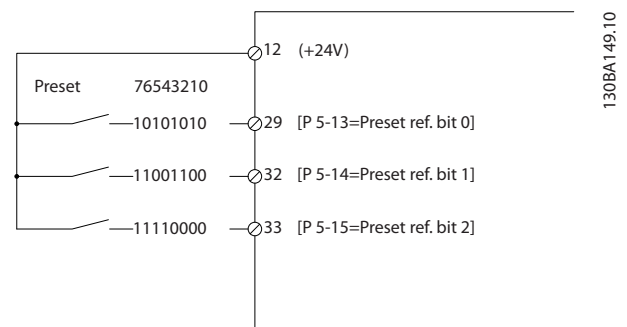 12 (+24V)
Preset 76543210
10101010 29 [P 5-13=Preset ref. bit 0]
11001100 32 [P 5-14=Preset ref. bit 1]
11110000 33 [P 5-15=Preset ref. bit 2]
130BA149.10